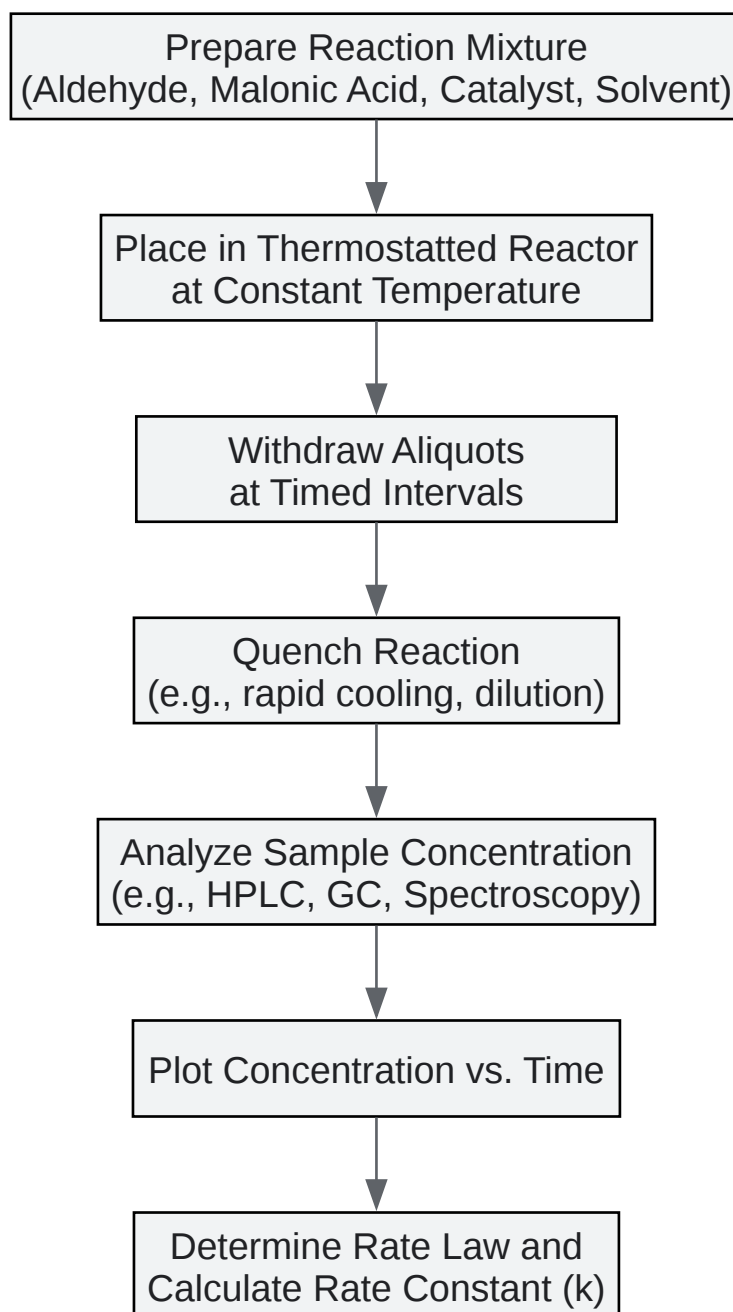 Prepare Reaction Mixture
(Aldehyde, Malonic Acid, Catalyst, Solvent)
Place in Thermostatted Reactor
at Constant Temperature
Withdraw Aliquots
at Timed Intervals
Quench Reaction
(e.g., rapid cooling, dilution)
Analyze Sample Concentration
(e.g., HPLC, GC, Spectroscopy)
Plot Concentration vs. Time
Determine Rate Law and
Calculate Rate Constant (k)